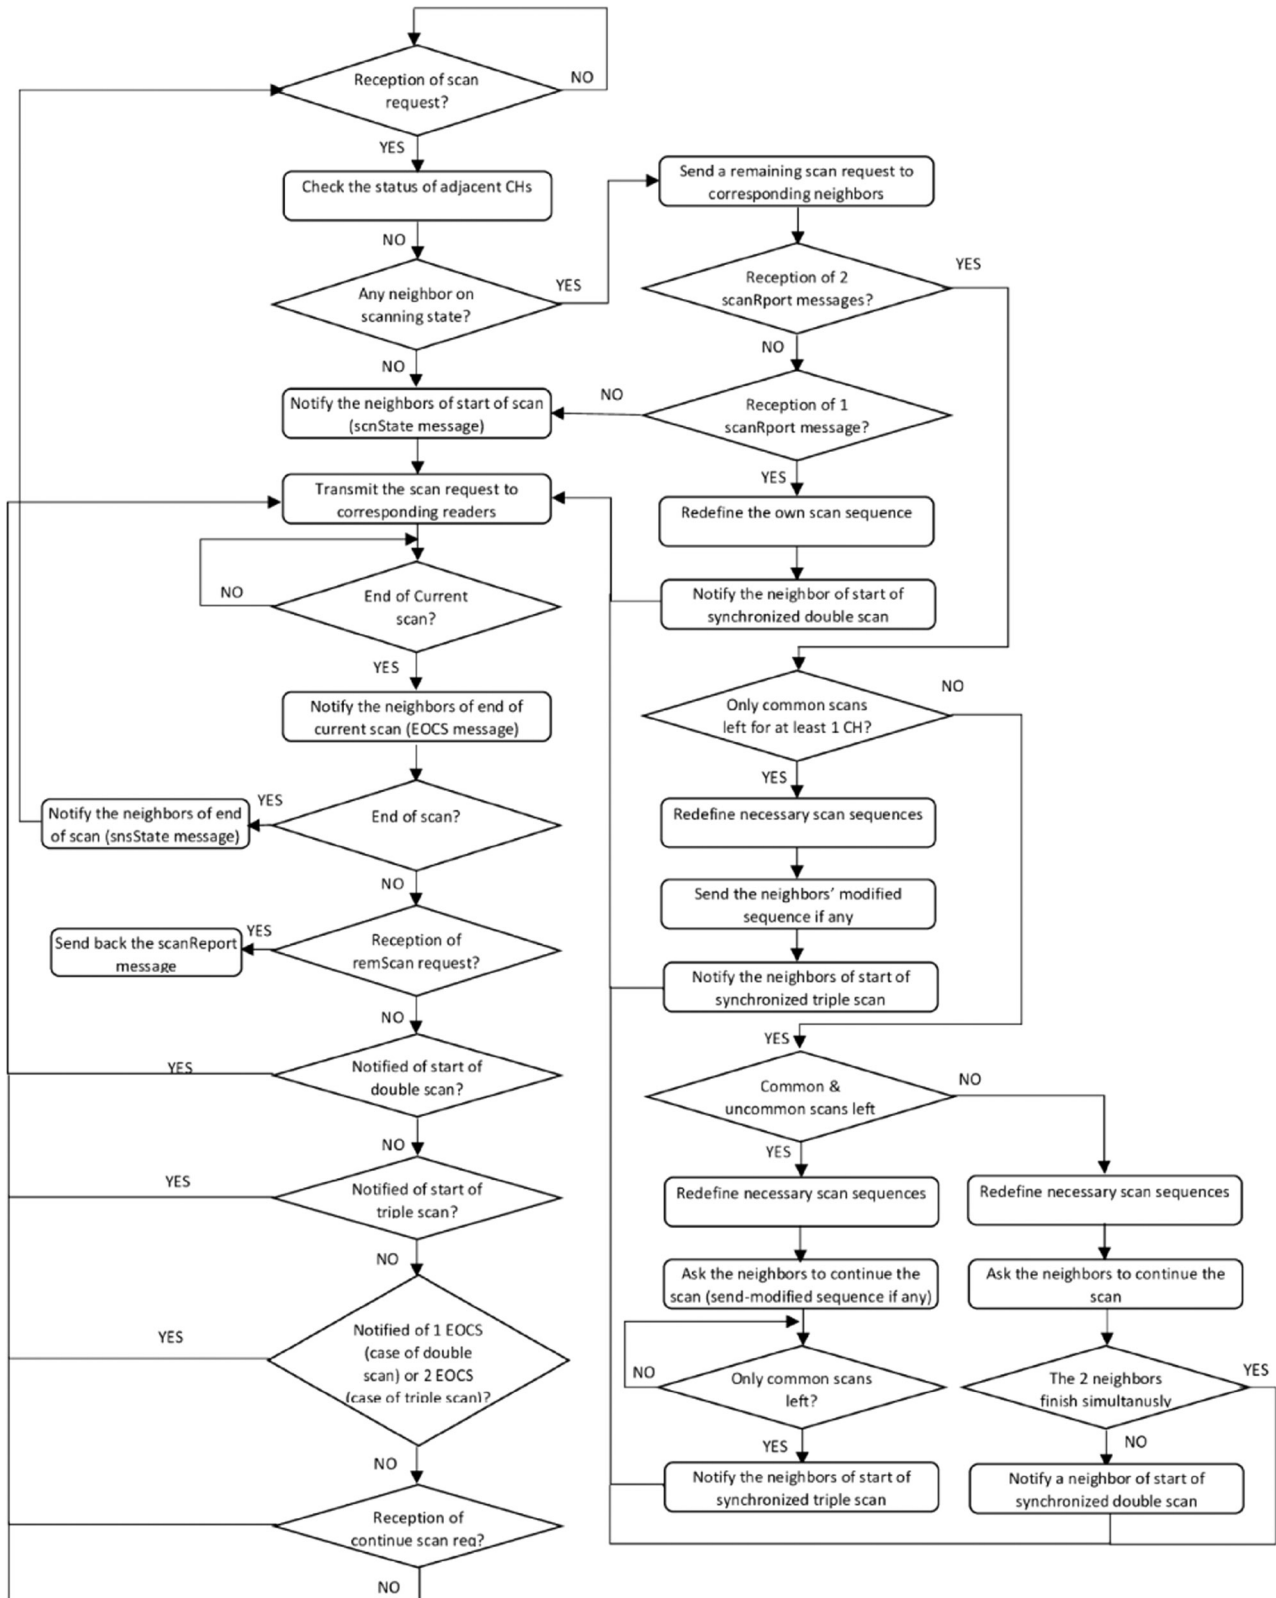 Reception of scan
request?
NO
YES
Check the status of adjacent CHs
NO
Any neighbor on
scanning state?
YES
NO
Notify the neighbors of start of scan
(scnState message)
Transmit the scan request to
corresponding readers
End of Current
scan?
NO
YES
Notify the neighbors of end of
current scan (EOCS message)
End of scan?
YES
Notify the neighbors of end
of scan (snsState message)
NO
Reception of
remScan request?
YES
Send back the scanReport
message
NO
Notified of start of
double scan?
YES
NO
Notified of start of
triple scan?
YES
NO
Notified of 1 EOCS
(case of double
scan) or 2 EOCS
(case of triple scan)?
YES
NO
Reception of
continue scan req?
NO
Send a remaining scan request to
corresponding neighbors
Reception of 2
scanRport messages?
YES
NO
Reception of 1
scanRport message?
NO
YES
Redefine the own scan sequence
Notify the neighbor of start of
synchronized double scan
Only common scans
left for at least 1 CH?
NO
YES
Redefine necessary scan sequences
Send the neighbors’ modified
sequence if any
Notify the neighbors of start of
synchronized triple scan
YES
Common &
uncommon scans left
NO
YES
Redefine necessary scan sequences
Ask the neighbors to continue the
scan (send-modified sequence if any)
Only common scans
left?
NO
YES
Notify the neighbors of start of
synchronized triple scan
Redefine necessary scan sequences
Ask the neighbors to continue the
scan
The 2 neighbors
finish simultanusly
YES
NO
Notify a neighbor of start of
synchronized double scan